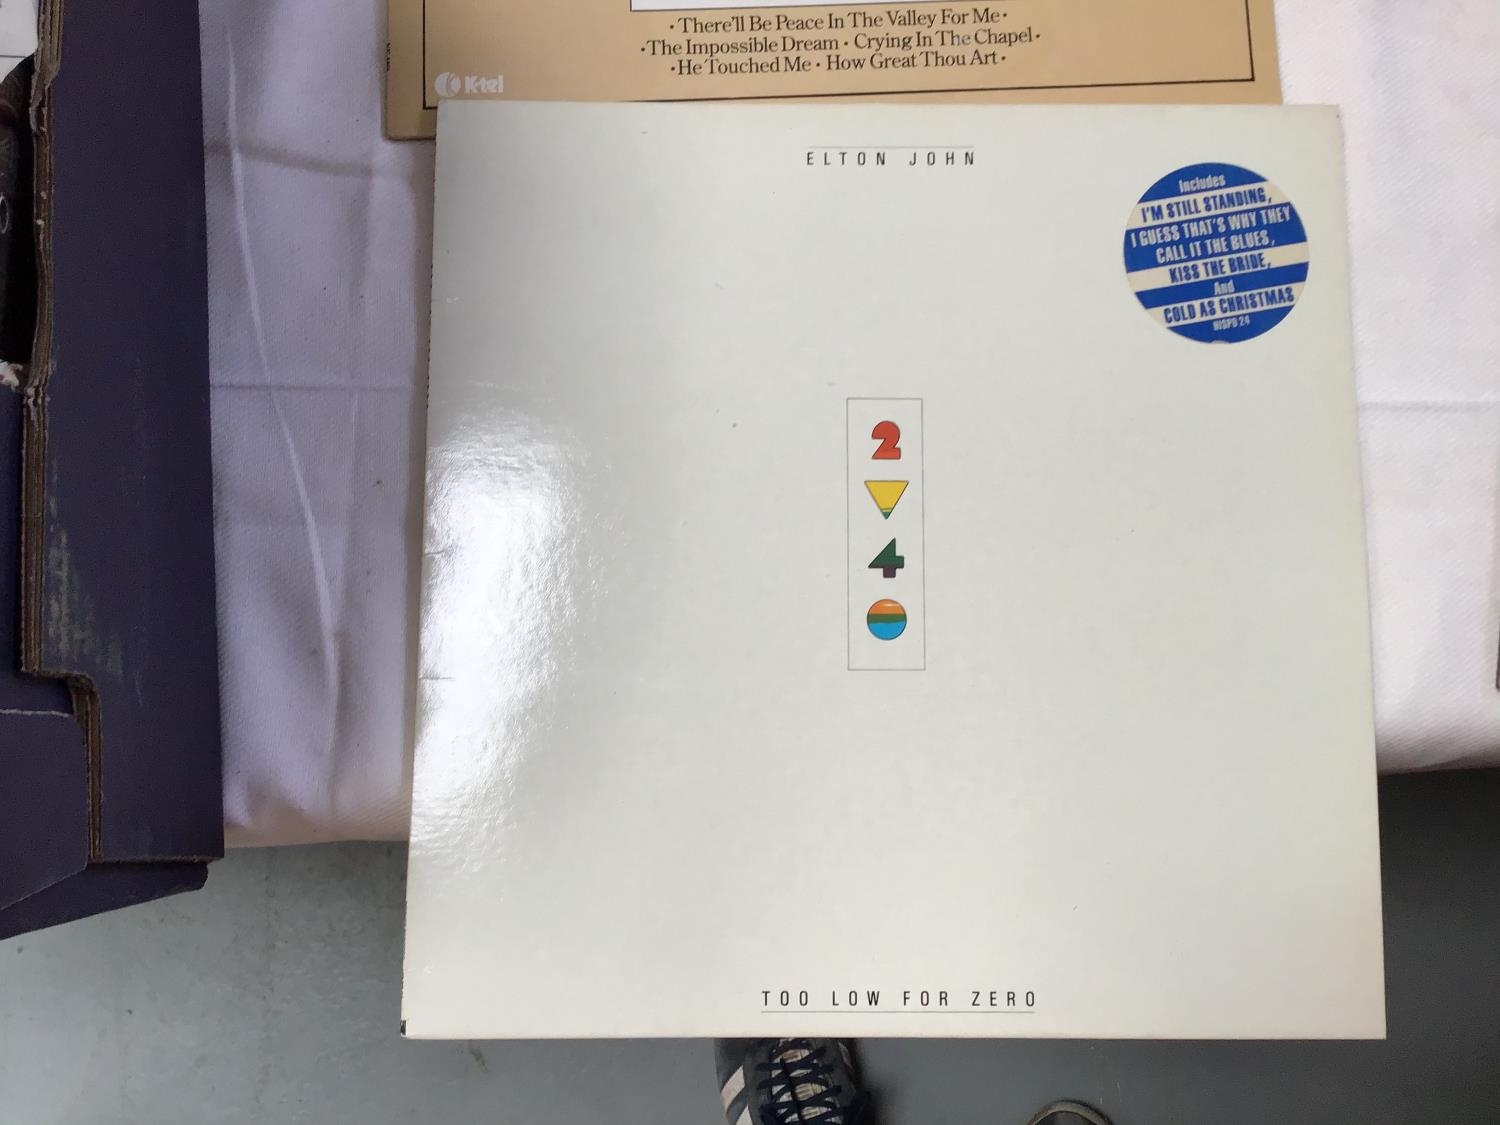 ·There'll Be Peace In The Valley For Me·
·The Impossible Dream · Crying In The Chapel·
·He Touched Me · How Great Thou Art·
K-tel
ELTON JOHN
Includes
I'M STILL STANDING,
I GUESS THAT'S WHY THEY
CALL IT THE BLUES,
KISS THE BRIDE,
And
COLD AS CHRISTMAS
HISPD 24
2
4
TOO LOW FOR ZERO